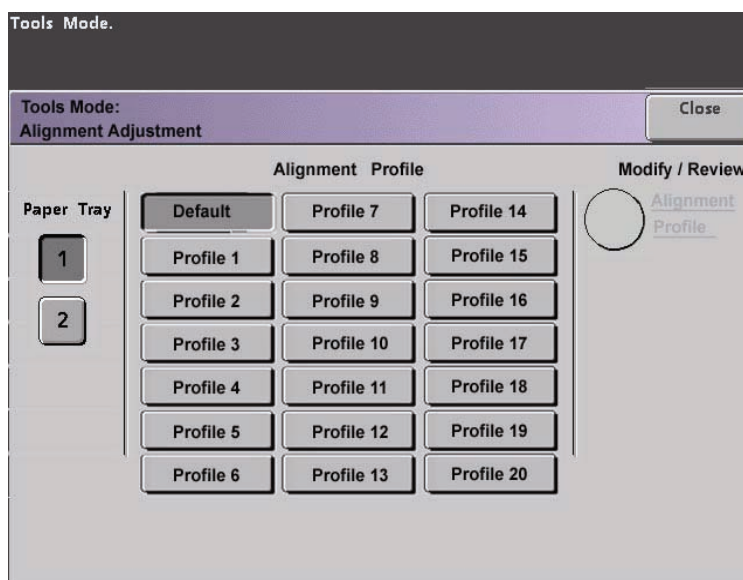 Tools Mode.
Tools Mode:
Alignment Adjustment
Close
Alignment Profile
Modify / Review
Paper Tray
1
2
Default
Profile 1
Profile 2
Profile 3
Profile 4
Profile 5
Profile 6
Profile 7
Profile 8
Profile 9
Profile 10
Profile 11
Profile 12
Profile 13
Profile 14
Profile 15
Profile 16
Profile 17
Profile 18
Profile 19
Profile 20
Alignment
Profile